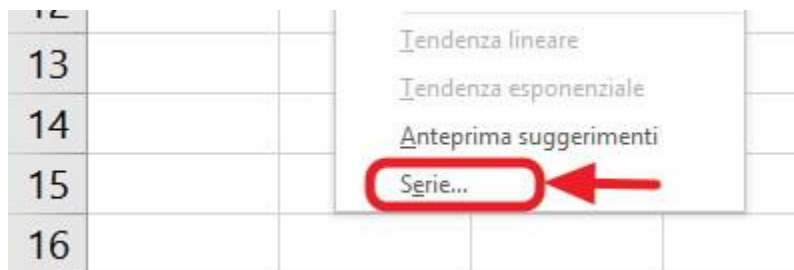 13
Tendenza lineare
Tendenza esponenziale
14
Anteprima suggerimenti
15
Serie...
16